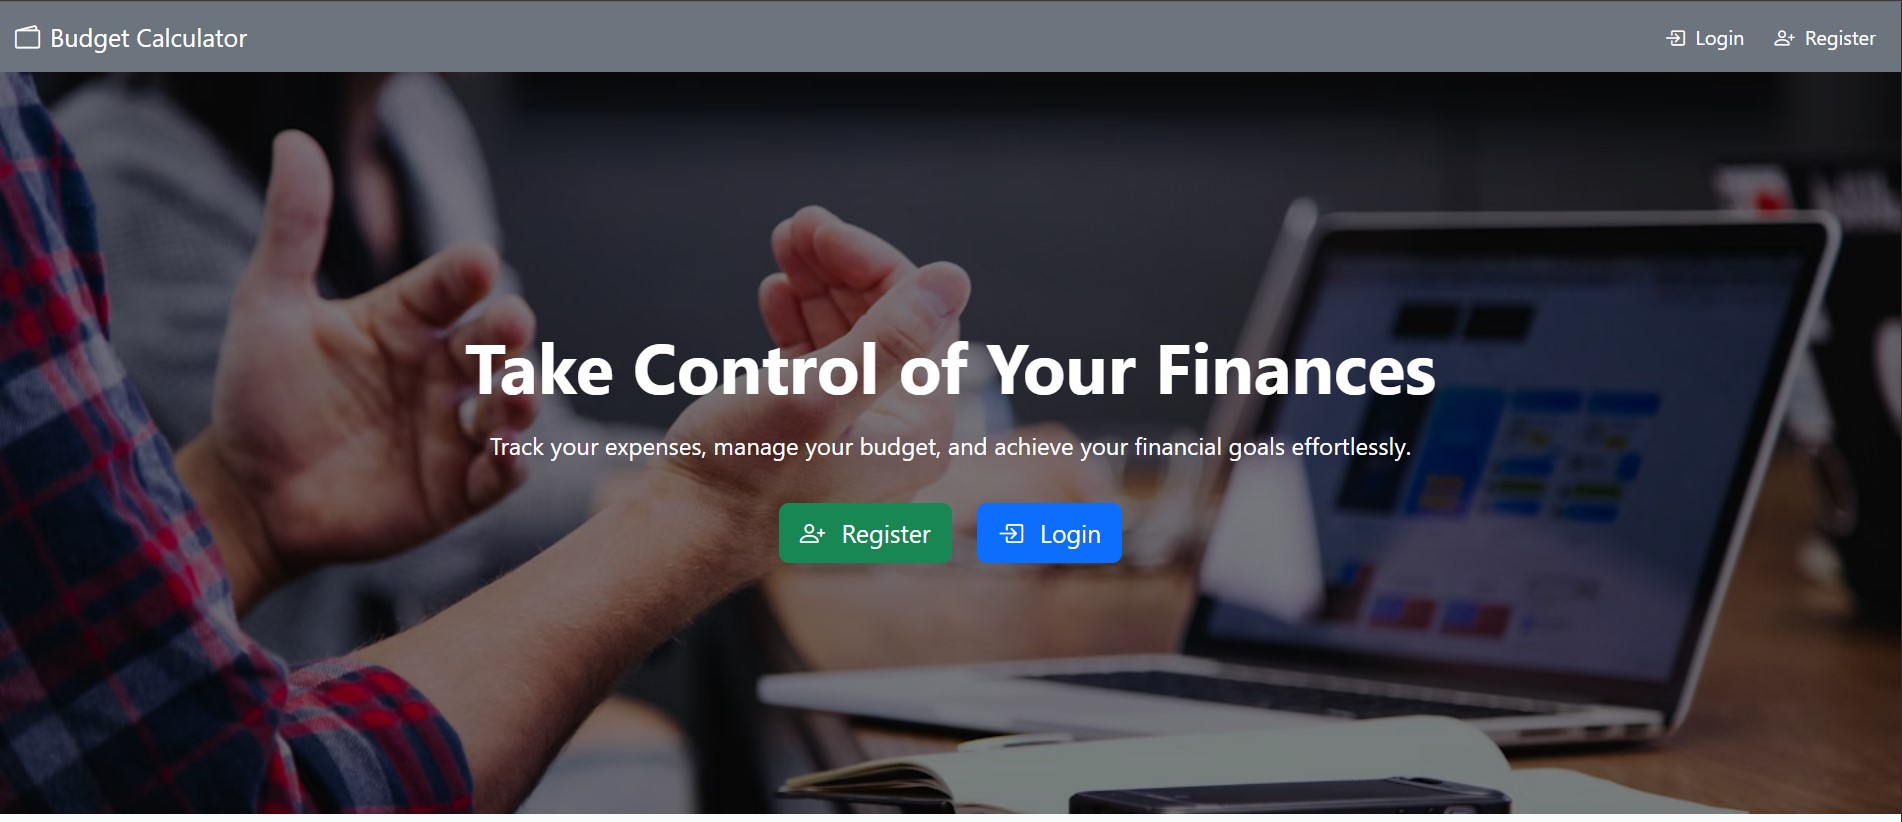 Budget Calculator
Login
Register
Take Control of Your Finances
Track your expenses, manage your budget, and achieve your financial goals effortlessly.
Register
Login